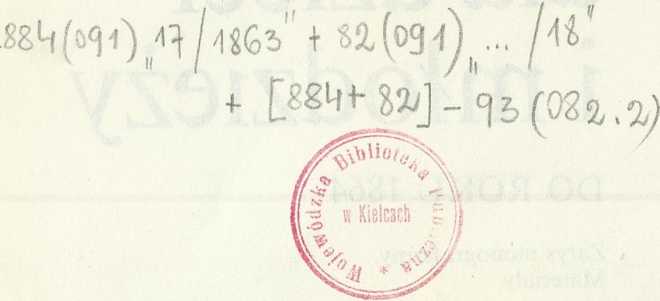 884(091) „17/1863" + 82(091) „.../18"
+ [884+82] - 93(082.2)
Wojewódzka Biblioteka Publiczna
w Kielcach
i młodzieży
DO ROKU 1864
Zarys monograficzny
Materiały